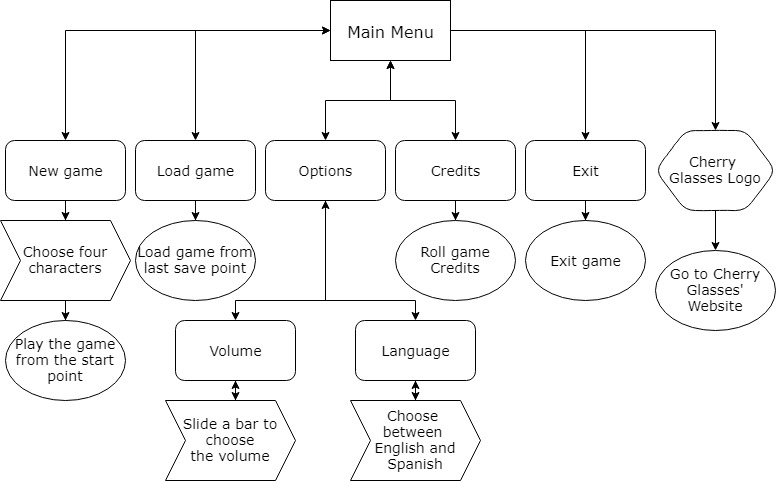 Main Menu
New game
Load game
Options
Credits
Exit
Cherry
Glasses Logo
Choose four
characters
Load game from
last save point
Roll game
Credits
Exit game
Go to Cherry
Glasses'
Website
Play the game
from the start
point
Volume
Language
Slide a bar to
choose
the volume
Choose
between
English and
Spanish